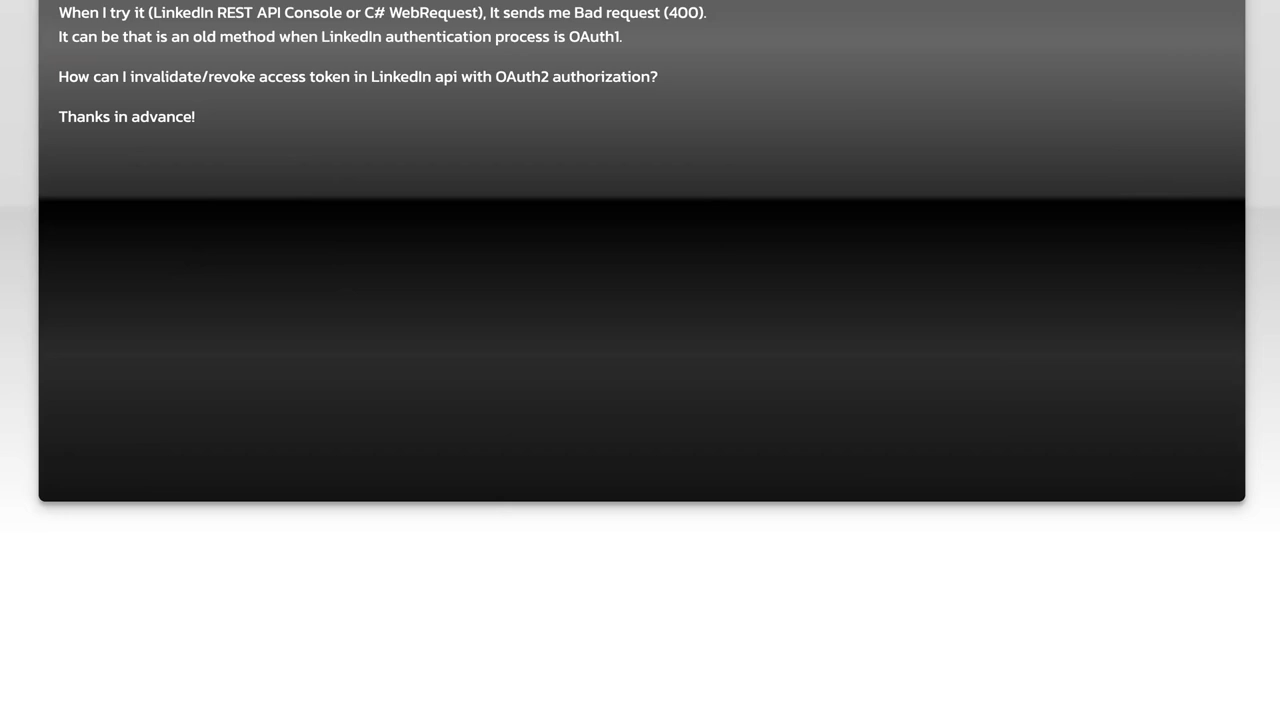 When I try it (LinkedIn REST API Console or C# WebRequest), It sends me Bad request (400).
It can be that is an old method when LinkedIn authentication process is OAuth1.
How can I invalidate/revoke access token in LinkedIn api with OAuth2 authorization?
Thanks in advance!